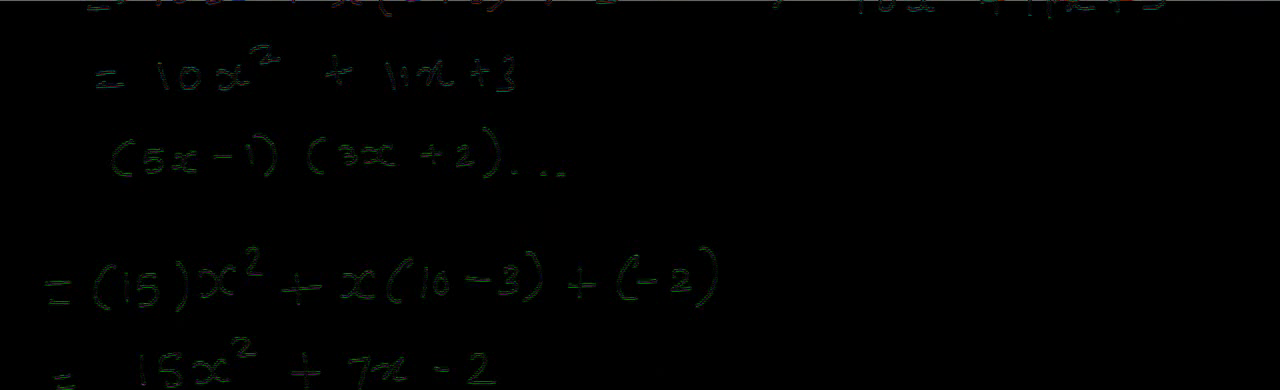 = 10x² + 11x + 3
(5x - 1) (3x + 2) ...
= (15)x² + x(10 - 3) + (-2)
= 15x² + 7x - 2